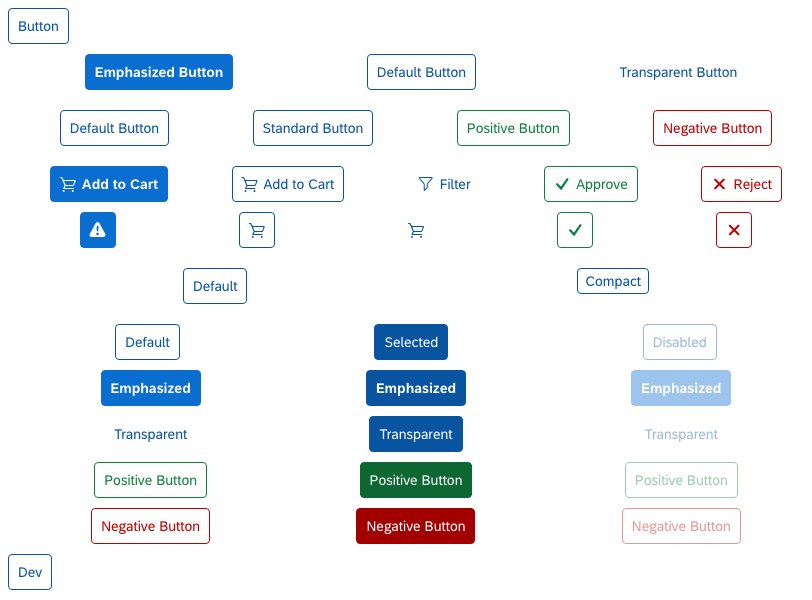 Button
Emphasized Button Default Button Transparent Button
Default Button Standard Button Positive Button Negative Button
Add to Cart Add to Cart Filter Approve Reject
Default Compact
Default Selected Disabled
Emphasized Emphasized Emphasized
Transparent Transparent Transparent
Positive Button Positive Button Positive Button
Negative Button Negative Button Negative Button
Dev